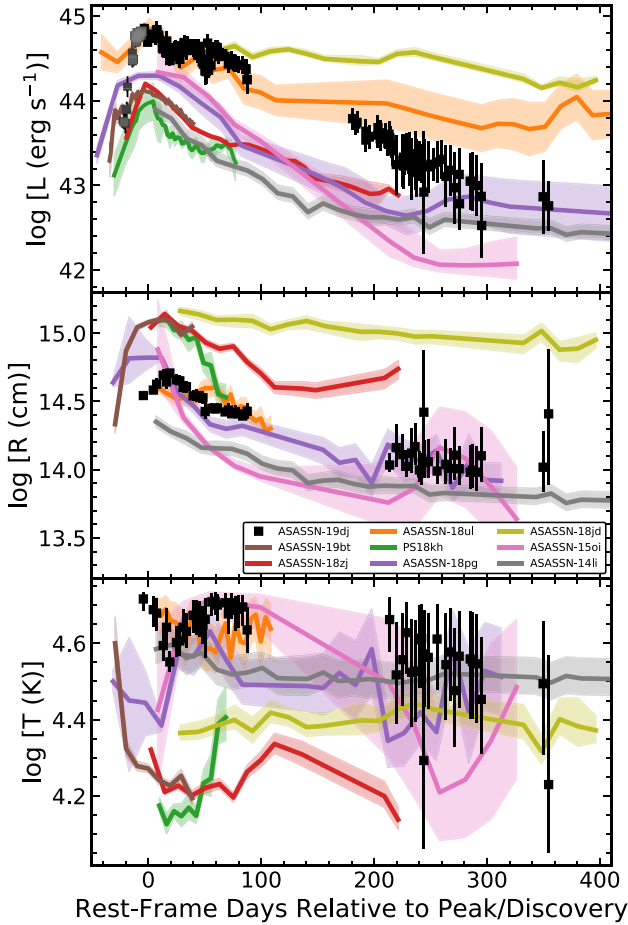 45
44
43
42
log [L (erg s⁻¹)]
15.0
14.5
14.0
13.5
log [R (cm)]
ASASSN-19dj ASASSN-18ul ASASSN-18jd
ASASSN-19bt PS18kh ASASSN-15oi
ASASSN-18zj ASASSN-18pg ASASSN-14li
4.6
4.4
4.2
log [T (K)]
0 100 200 300 400
Rest-Frame Days Relative to Peak/Discovery